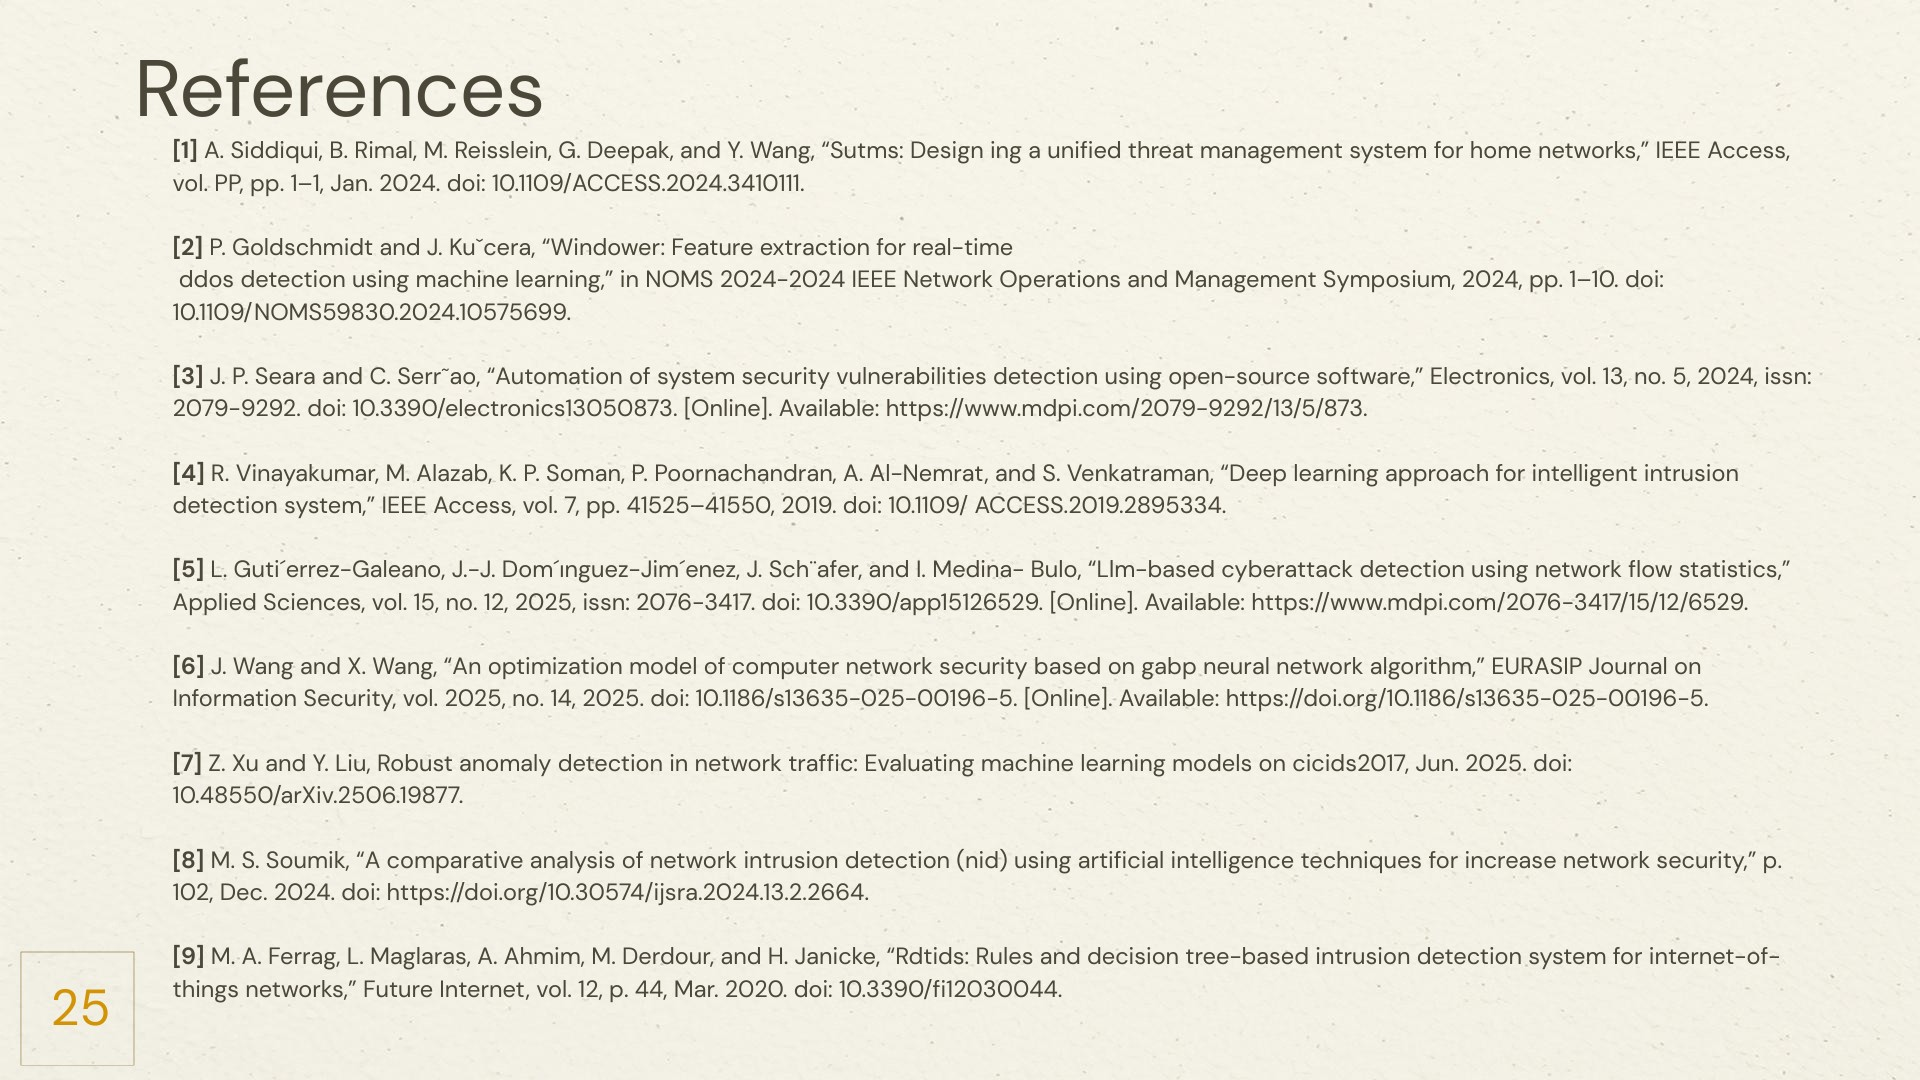 References
[1] A. Siddiqui, B. Rimal, M. Reisslein, G. Deepak, and Y. Wang, “Sutms: Design ing a unified threat management system for home networks,” IEEE Access,
vol. PP, pp. 1–1, Jan. 2024. doi: 10.1109/ACCESS.2024.3410111.
[2] P. Goldschmidt and J. Kuˇcera, “Windower: Feature extraction for real-time
ddos detection using machine learning,” in NOMS 2024-2024 IEEE Network Operations and Management Symposium, 2024, pp. 1–10. doi:
10.1109/NOMS59830.2024.10575699.
[3] J. P. Seara and C. Serr˜ao, “Automation of system security vulnerabilities detection using open-source software,” Electronics, vol. 13, no. 5, 2024, issn:
2079-9292. doi: 10.3390/electronics13050873. [Online]. Available: https://www.mdpi.com/2079-9292/13/5/873.
[4] R. Vinayakumar, M. Alazab, K. P. Soman, P. Poornachandran, A. Al-Nemrat, and S. Venkatraman, “Deep learning approach for intelligent intrusion
detection system,” IEEE Access, vol. 7, pp. 41525–41550, 2019. doi: 10.1109/ ACCESS.2019.2895334.
[5] L. Guti´errez-Galeano, J.-J. Dom´ınguez-Jim´enez, J. Sch¨afer, and I. Medina- Bulo, “Llm-based cyberattack detection using network flow statistics,”
Applied Sciences, vol. 15, no. 12, 2025, issn: 2076-3417. doi: 10.3390/app15126529. [Online]. Available: https://www.mdpi.com/2076-3417/15/12/6529.
[6] J. Wang and X. Wang, “An optimization model of computer network security based on gabp neural network algorithm,” EURASIP Journal on
Information Security, vol. 2025, no. 14, 2025. doi: 10.1186/s13635-025-00196-5. [Online]. Available: https://doi.org/10.1186/s13635-025-00196-5.
[7] Z. Xu and Y. Liu, Robust anomaly detection in network traffic: Evaluating machine learning models on cicids2017, Jun. 2025. doi:
10.48550/arXiv.2506.19877.
[8] M. S. Soumik, “A comparative analysis of network intrusion detection (nid) using artificial intelligence techniques for increase network security,” p.
102, Dec. 2024. doi: https://doi.org/10.30574/ijsra.2024.13.2.2664.
[9] M. A. Ferrag, L. Maglaras, A. Ahmim, M. Derdour, and H. Janicke, “Rdtids: Rules and decision tree-based intrusion detection system for internet-of-
things networks,” Future Internet, vol. 12, p. 44, Mar. 2020. doi: 10.3390/fi12030044.
25